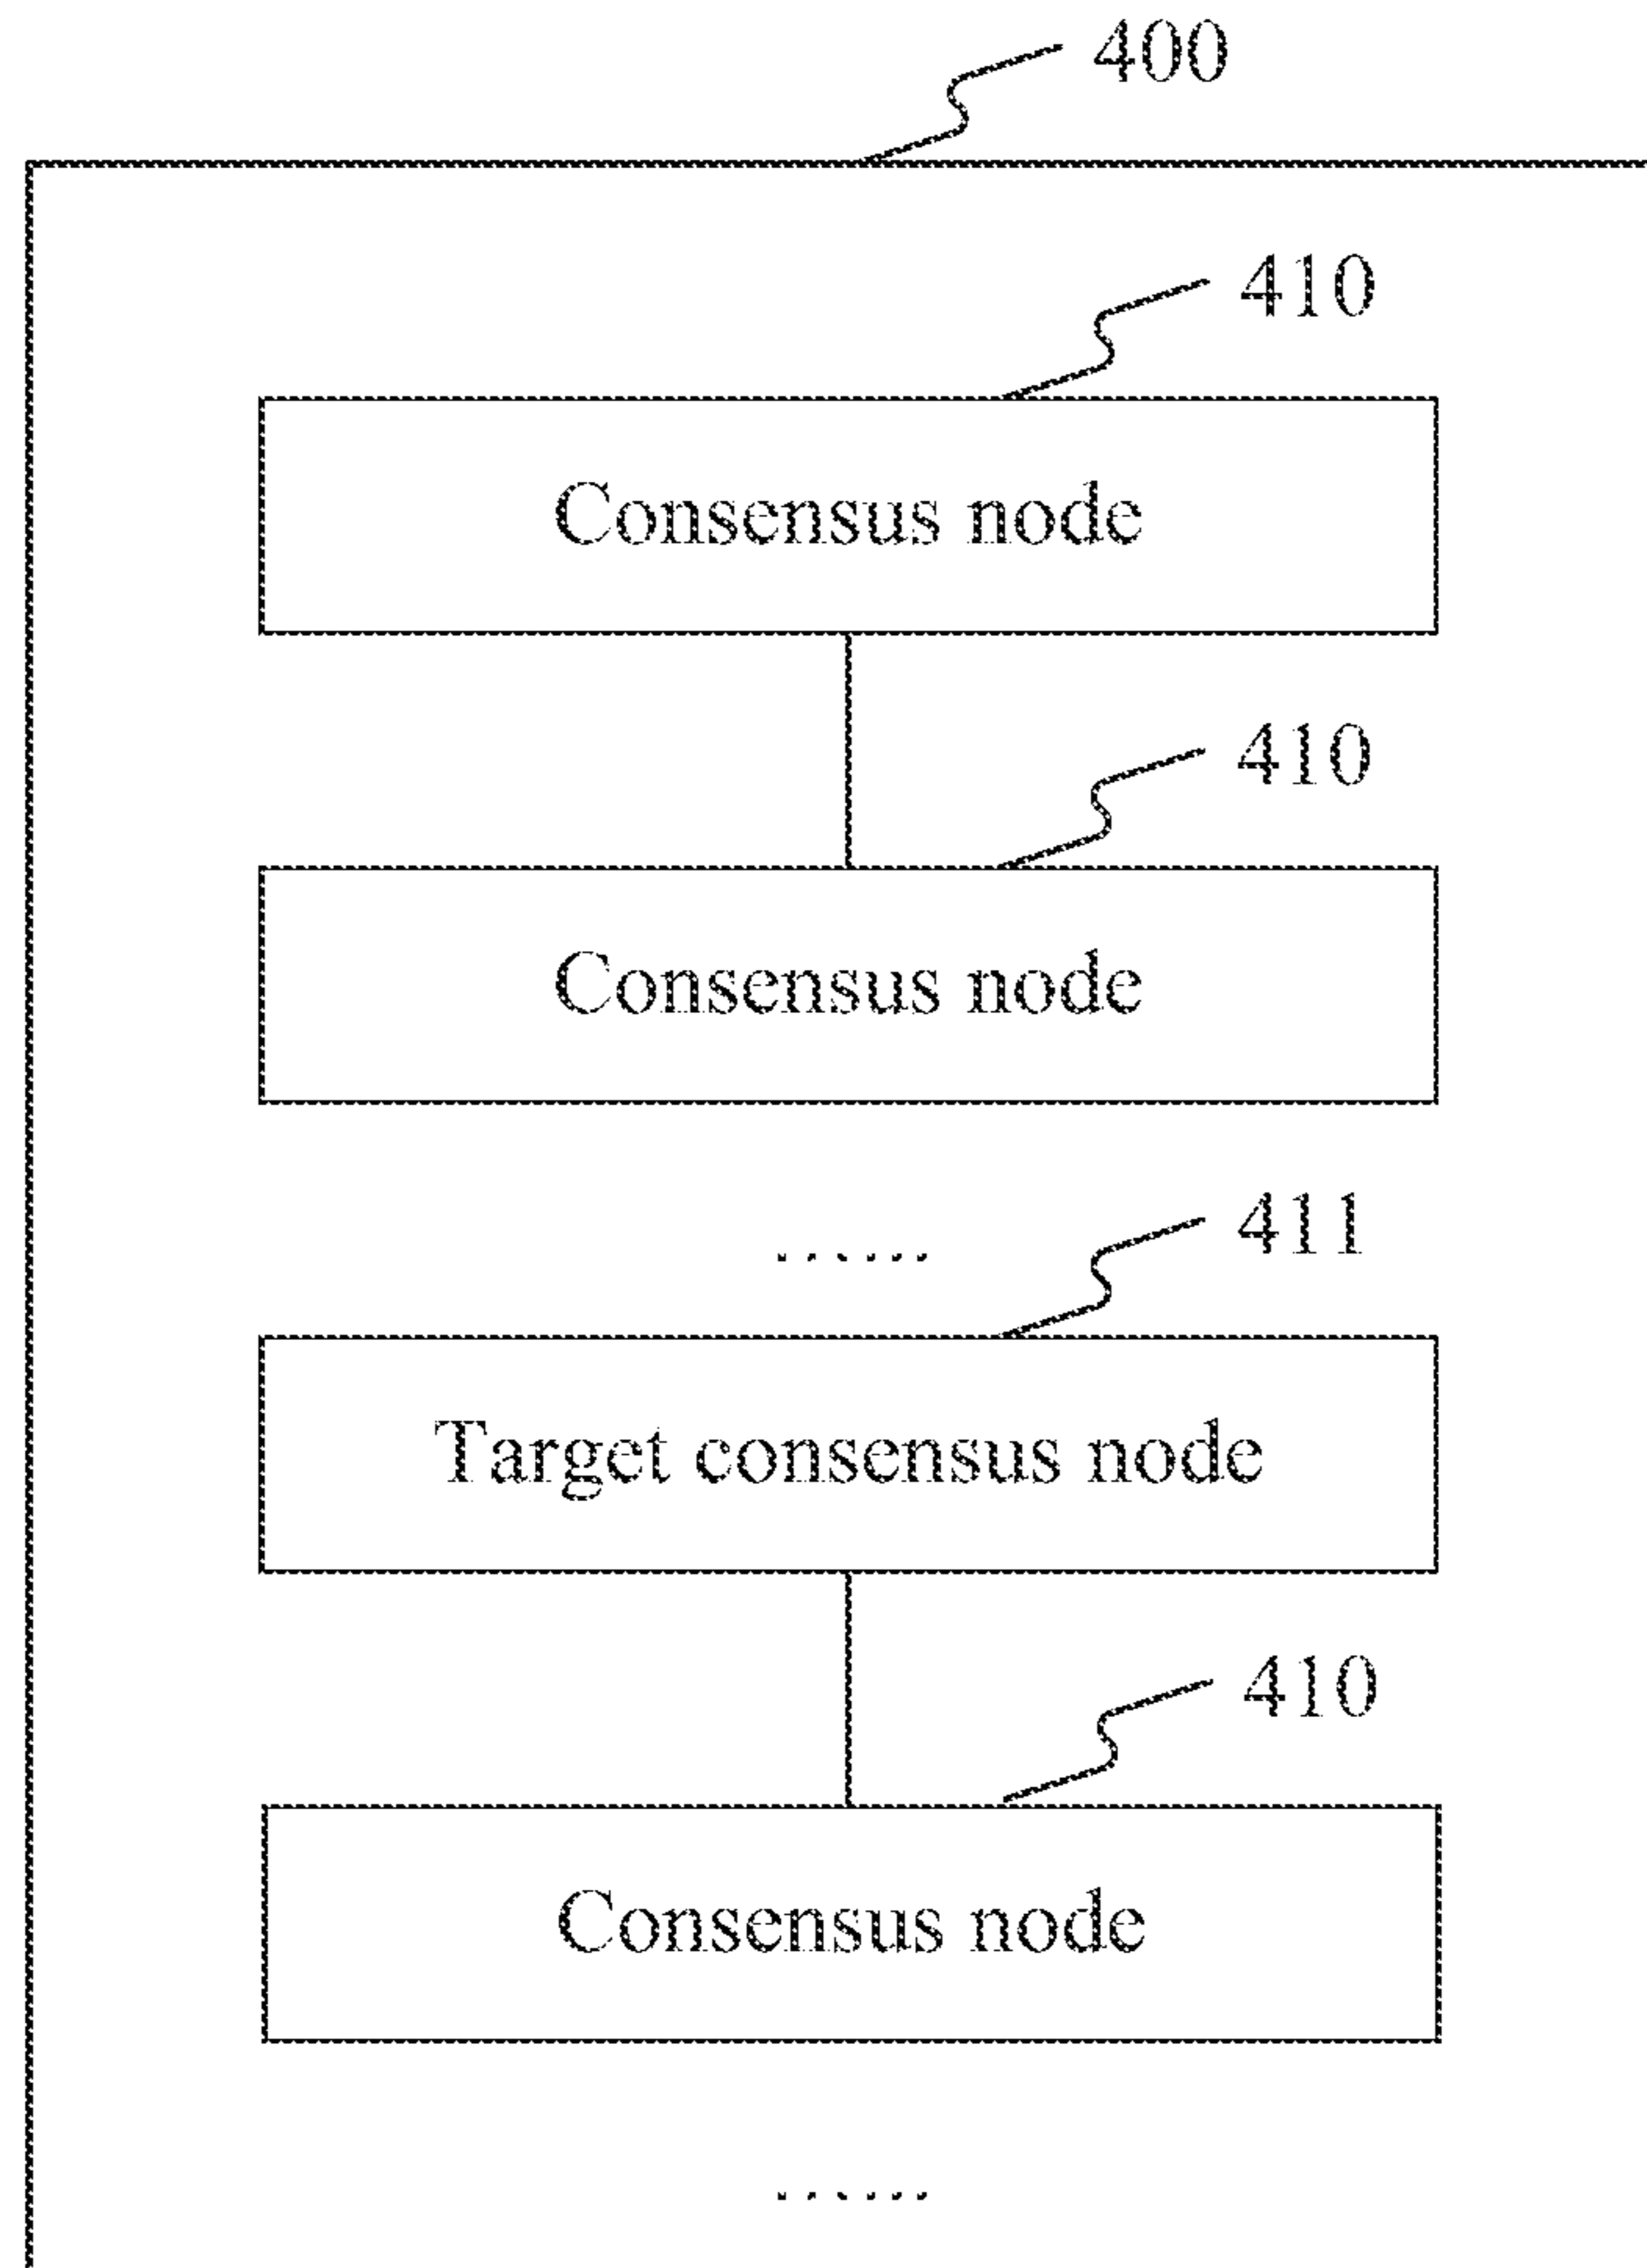 400
410
Consensus node
410
Consensus node
411
......
Target consensus node
410
Consensus node
......